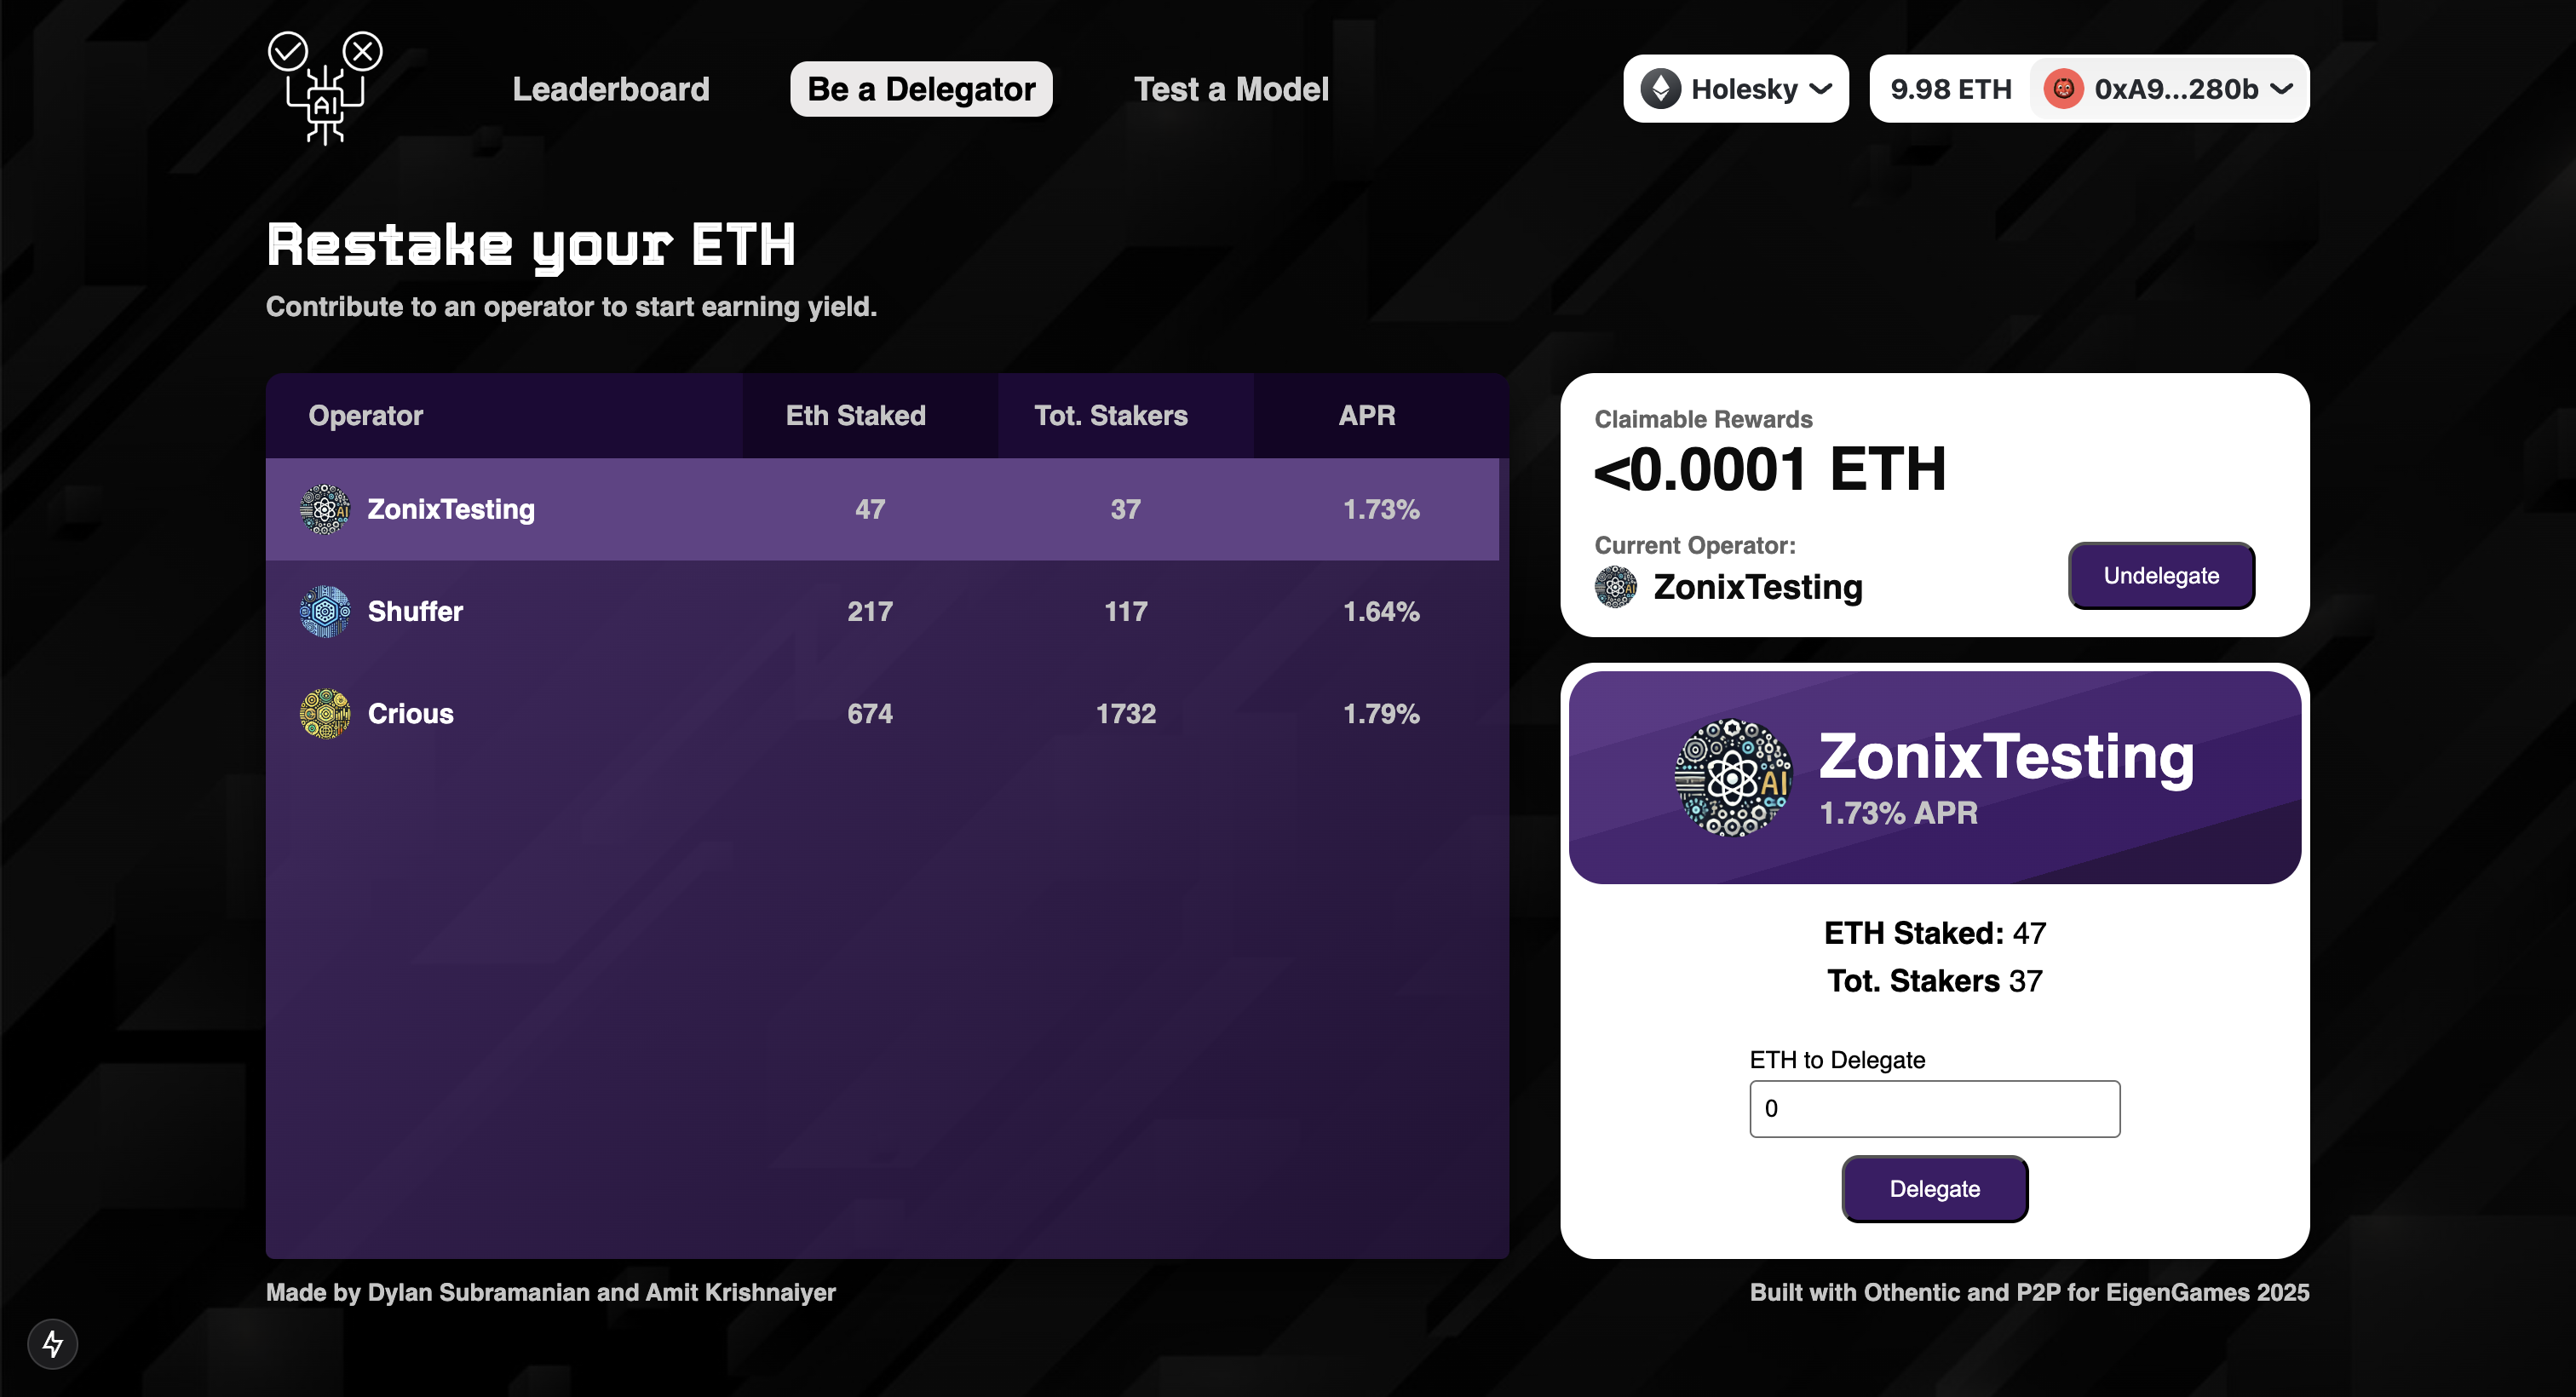 AI
Leaderboard
Be a Delegator
Test a Model
Holesky
9.98 ETH
0xA9...280b
Restake your ETH
Contribute to an operator to start earning yield.
Operator Eth Staked Tot. Stakers APR
AI ZonixTesting 47 37 1.73%
Shuffer 217 117 1.64%
Crious 674 1732 1.79%
Claimable Rewards
<0.0001 ETH
Current Operator:
AI ZonixTesting
Undelegate
AI
ZonixTesting
1.73% APR
ETH Staked: 47
Tot. Stakers 37
ETH to Delegate
0
Delegate
Made by Dylan Subramanian and Amit Krishnaiyer
Built with Othentic and P2P for EigenGames 2025